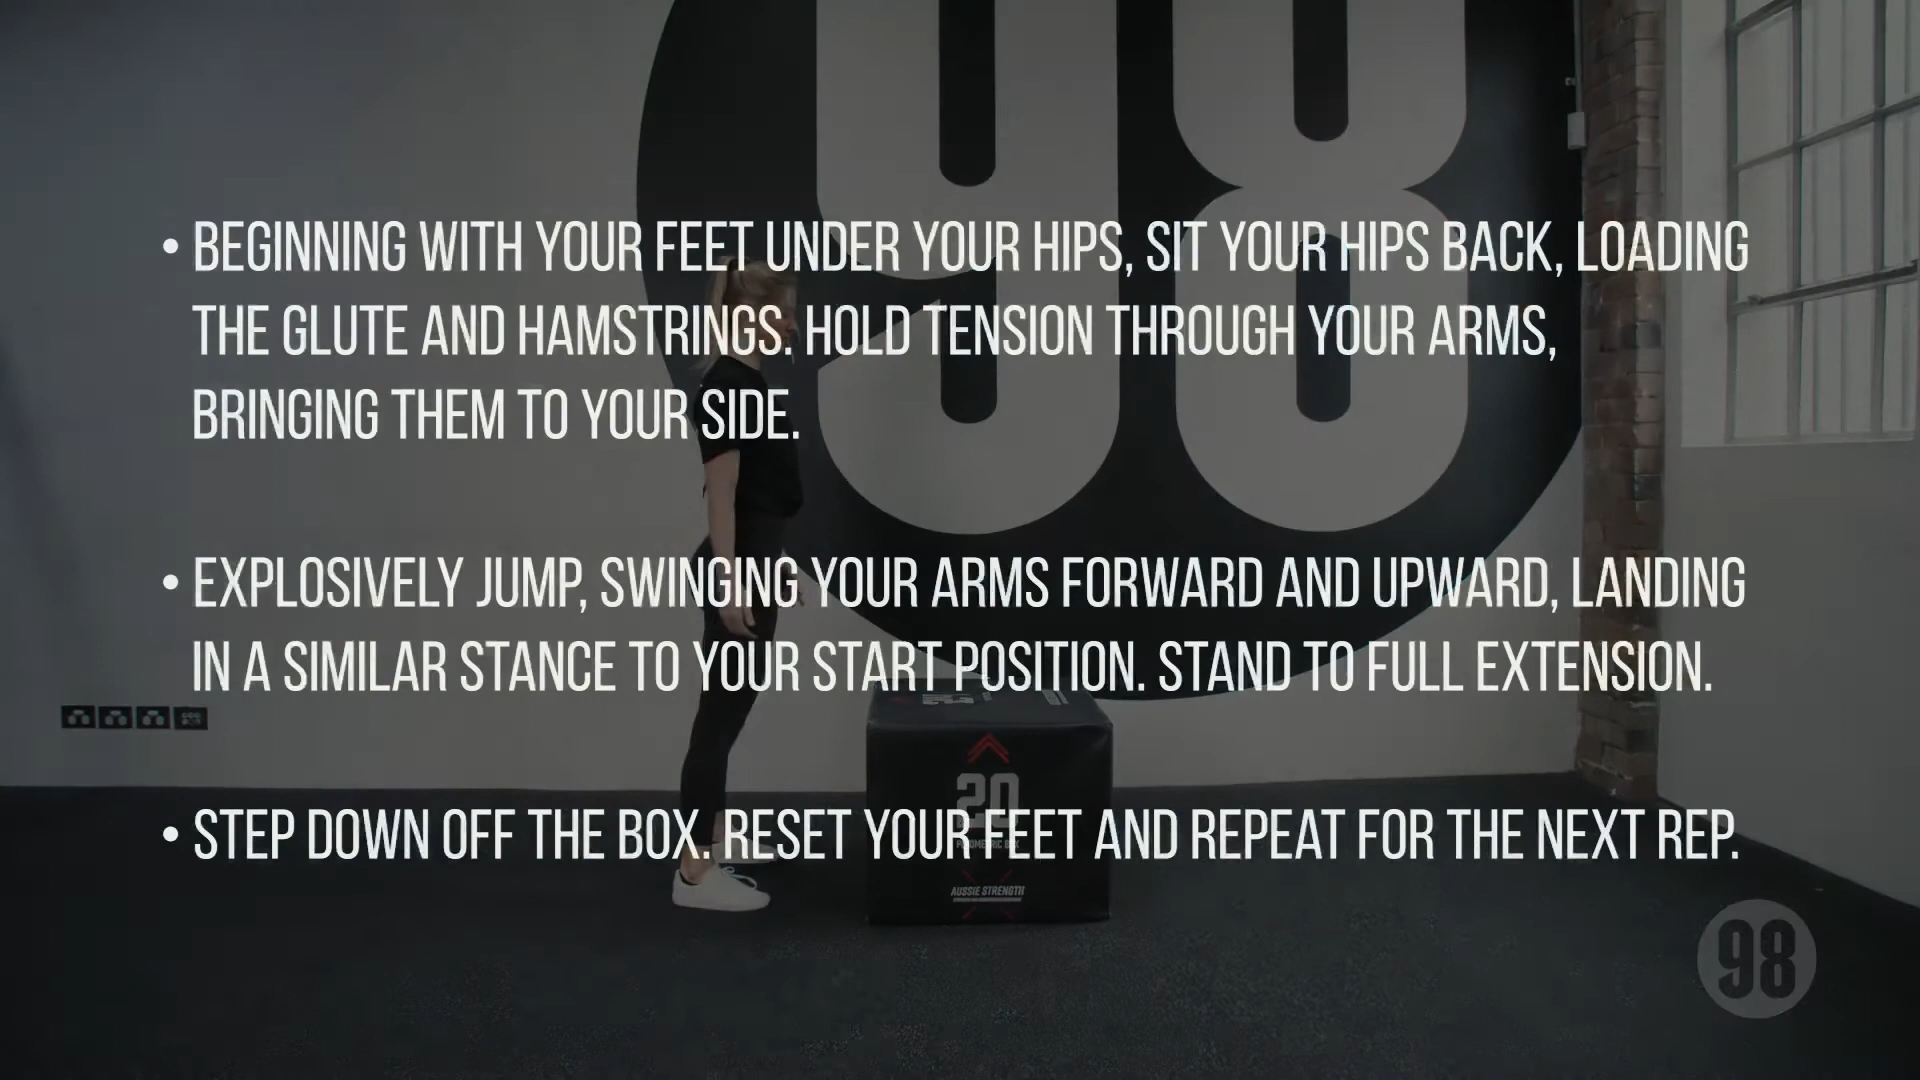 98
• BEGINNING WITH YOUR FEET UNDER YOUR HIPS, SIT YOUR HIPS BACK, LOADING
THE GLUTE AND HAMSTRINGS. HOLD TENSION THROUGH YOUR ARMS,
BRINGING THEM TO YOUR SIDE.
• EXPLOSIVELY JUMP, SWINGING YOUR ARMS FORWARD AND UPWARD, LANDING
IN A SIMILAR STANCE TO YOUR START POSITION. STAND TO FULL EXTENSION.
20
• STEP DOWN OFF THE BOX. RESET YOUR FEET AND REPEAT FOR THE NEXT REP.
AUSSIE STRENGTH
98